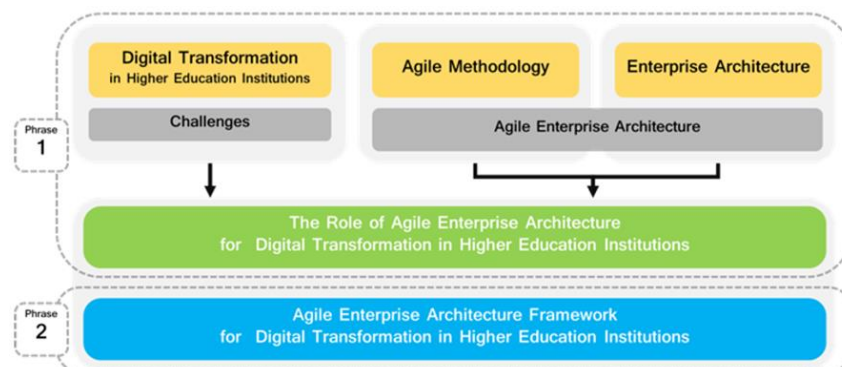 Digital Transformation
in Higher Education Institutions
Challenges
Agile Methodology
Enterprise Architecture
Agile Enterprise Architecture
Phrase
1
The Role of Agile Enterprise Architecture
for Digital Transformation in Higher Education Institutions
Phrase
2
Agile Enterprise Architecture Framework
for Digital Transformation in Higher Education Institutions